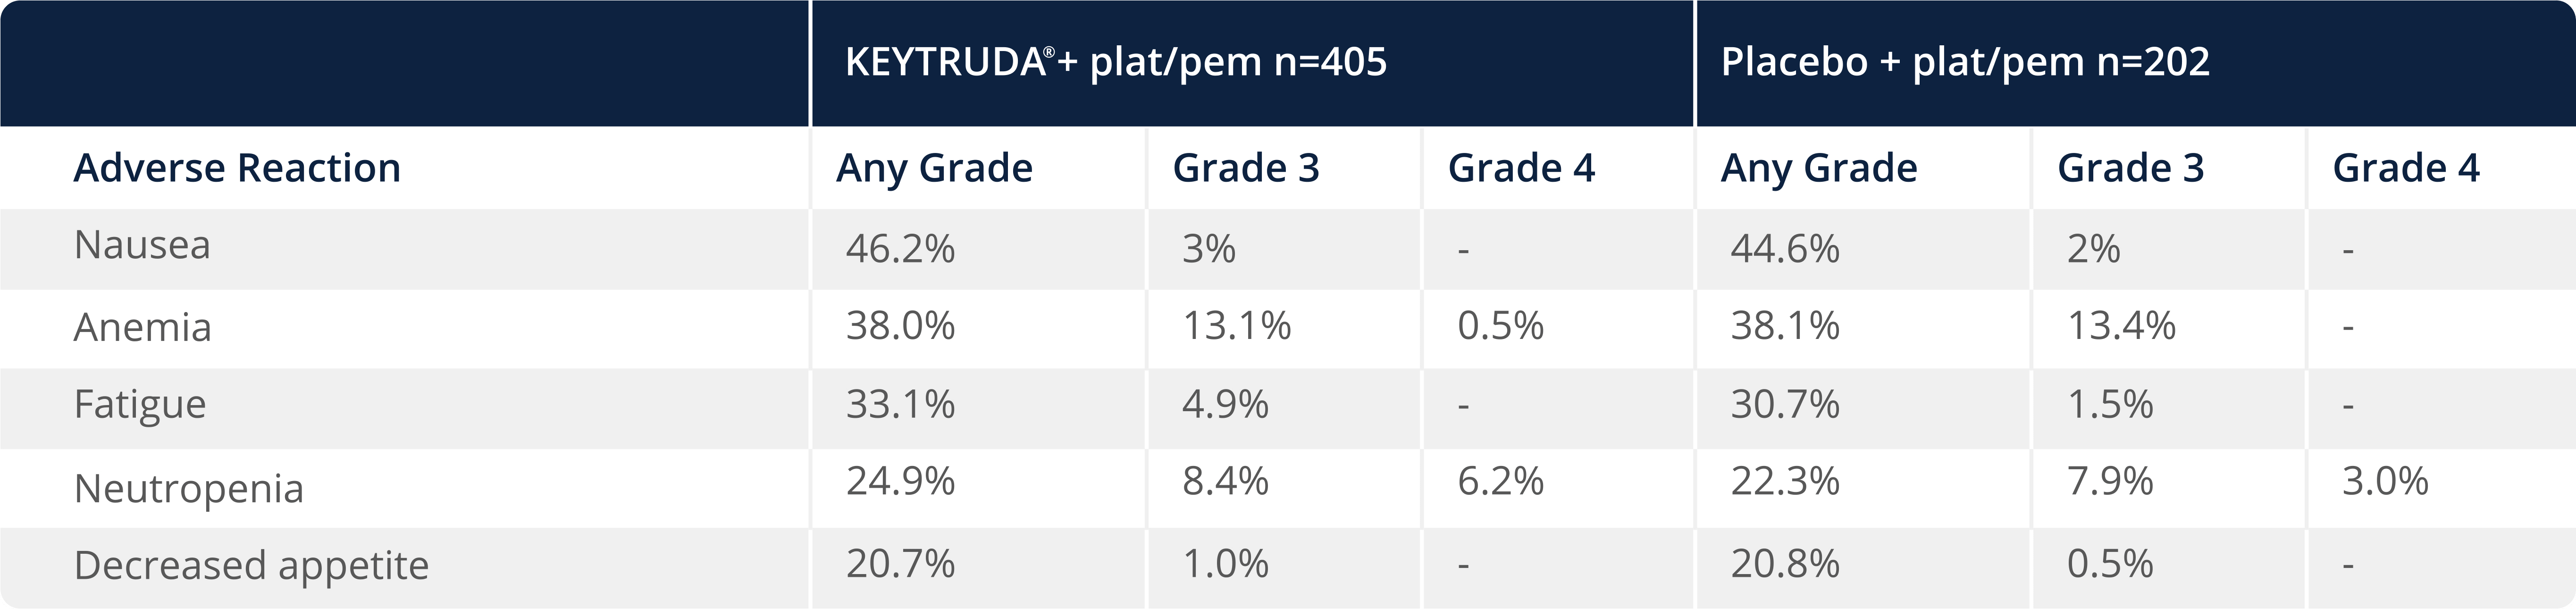 KEYTRUDA®+ plat/pem n=405 Placebo + plat/pem n=202
Adverse Reaction Any Grade Grade 3 Grade 4 Any Grade Grade 3 Grade 4
Nausea 46.2% 3% - 44.6% 2% -
Anemia 38.0% 13.1% 0.5% 38.1% 13.4% -
Fatigue 33.1% 4.9% - 30.7% 1.5% -
Neutropenia 24.9% 8.4% 6.2% 22.3% 7.9% 3.0%
Decreased appetite 20.7% 1.0% - 20.8% 0.5% -